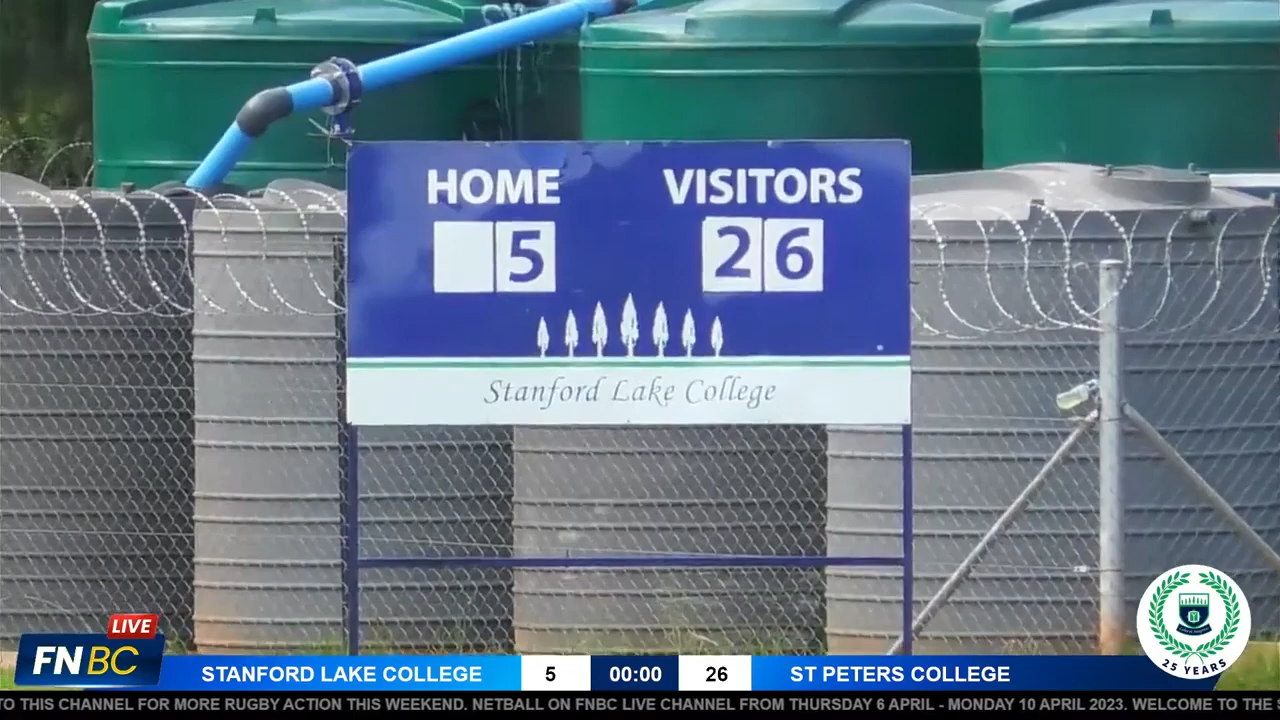 HOME VISITORS
5 26
Stanford Lake College
LIVE
FNBC
STANFORD LAKE COLLEGE 5 00:00 26 ST PETERS COLLEGE
25 YEARS
TO THIS CHANNEL FOR MORE RUGBY ACTION THIS WEEKEND. NETBALL ON FNBC LIVE CHANNEL FROM THURSDAY 6 APRIL - MONDAY 10 APRIL 2023. WELCOME TO THE